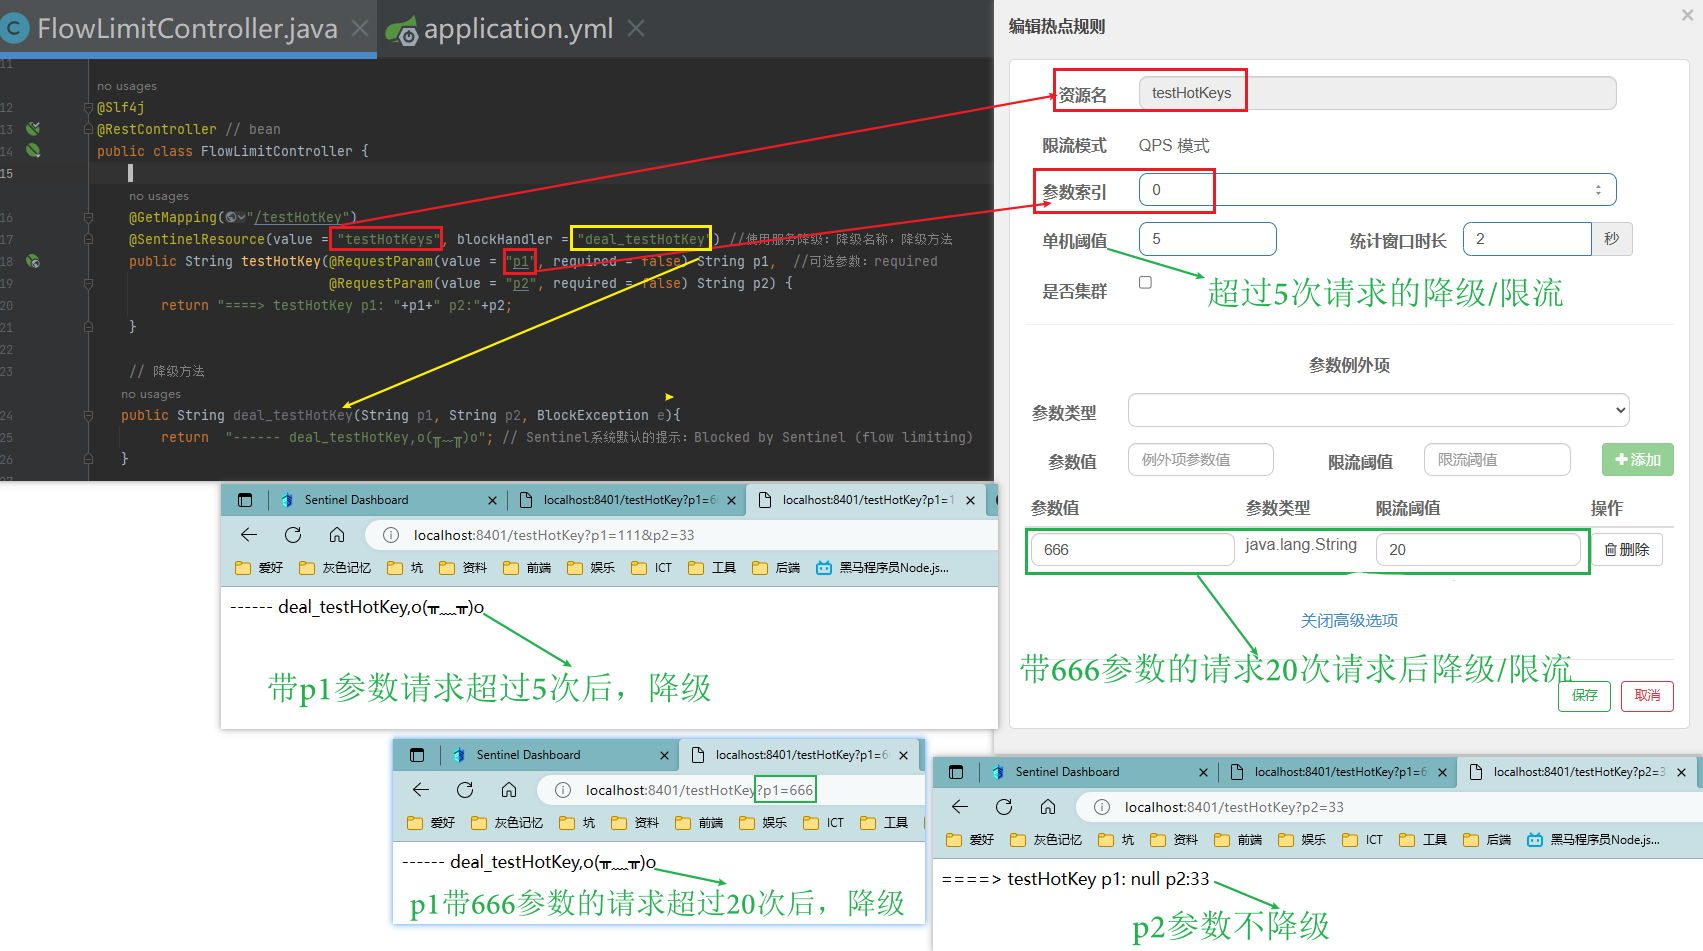 FlowLimitController.java
application.yml
11
no usages
12 @Slf4j
13 @RestController // bean
14 public class FlowLimitController {
15
no usages
16 @GetMapping("/testHotKey")
17 @SentinelResource(value = "testHotKeys", blockHandler = "deal_testHotKey") //使用服务降级：降级名称，降级方法
18 public String testHotKey(@RequestParam(value = "p1", required = false) String p1, //可选参数：required
19 @RequestParam(value = "p2", required = false) String p2) {
20 return "====> testHotKey p1: "+p1+" p2:"+p2;
21 }
22
23 // 降级方法
no usages
24 public String deal_testHotKey(String p1, String p2, BlockException e){
25 return "------ deal_testHotKey,o(╥﹏╥)o"; // Sentinel系统默认的提示：Blocked by Sentinel (flow limiting)
26 }
编辑热点规则
×
资源名 testHotKeys
限流模式 QPS 模式
参数索引 0
单机阈值 5 统计窗口时长 2 秒
是否集群
超过5次请求的降级/限流
参数例外项
参数类型
参数值 例外项参数值 限流阈值 限流阈值 添加
参数值 参数类型 限流阈值 操作
666 java.lang.String 20 删除
关闭高级选项
带666参数的请求20次请求后降级/限流
保存 取消
Sentinel Dashboard localhost:8401/testHotKey?p1=6 localhost:8401/testHotKey?p1=1
localhost:8401/testHotKey?p1=111&p2=33
爱好 灰色记忆 坑 资料 前端 娱乐 ICT 工具 后端 黑马程序员Node.js...
------ deal_testHotKey,o(╥﹏╥)o
带p1参数请求超过5次后，降级
Sentinel Dashboard localhost:8401/testHotKey?p1=6
localhost:8401/testHotKey?p1=666
爱好 灰色记忆 坑 资料 前端 娱乐 ICT 工具
------ deal_testHotKey,o(╥﹏╥)o
p1带666参数的请求超过20次后，降级
Sentinel Dashboard localhost:8401/testHotKey?p1=6 localhost:8401/testHotKey?p2=3
localhost:8401/testHotKey?p2=33
爱好 灰色记忆 坑 资料 前端 娱乐 ICT 工具 后端 黑马程序员Node.js...
====> testHotKey p1: null p2:33
p2参数不降级